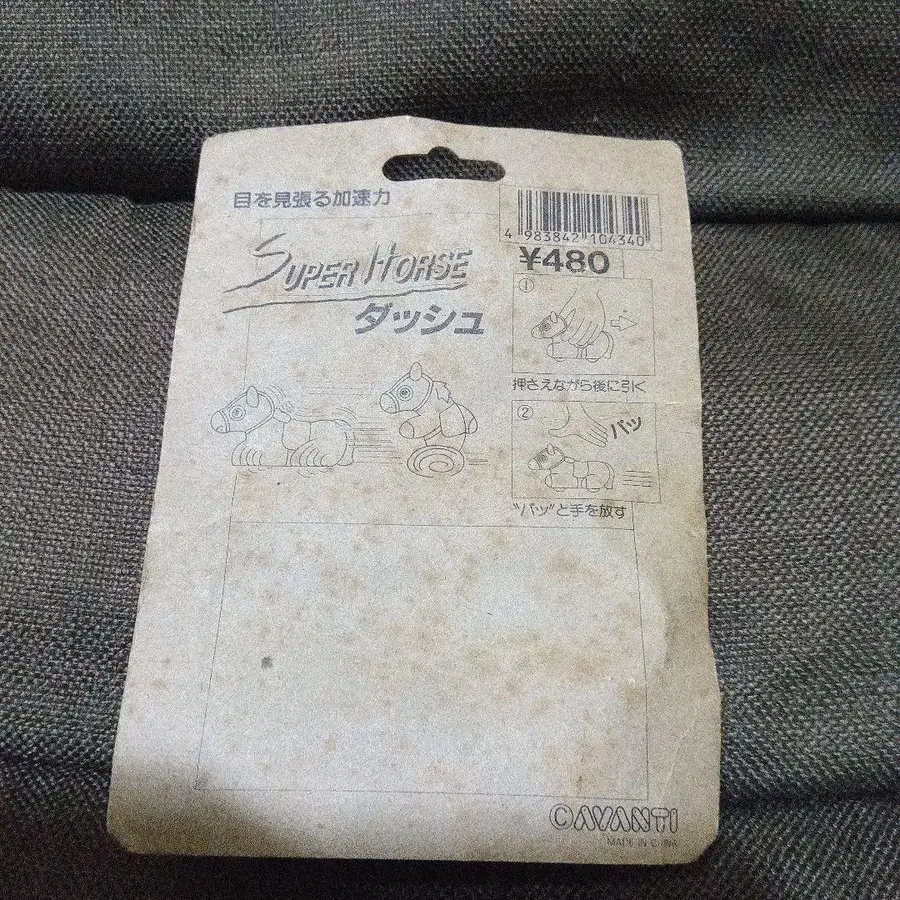 目を見張る加速力
4 983842 104340
¥480
SUPER HORSE
ダッシュ
①
押さえながら後に引く
②
パッ
"パッ"と手を放す
©AVANTI
MADE IN CHINA